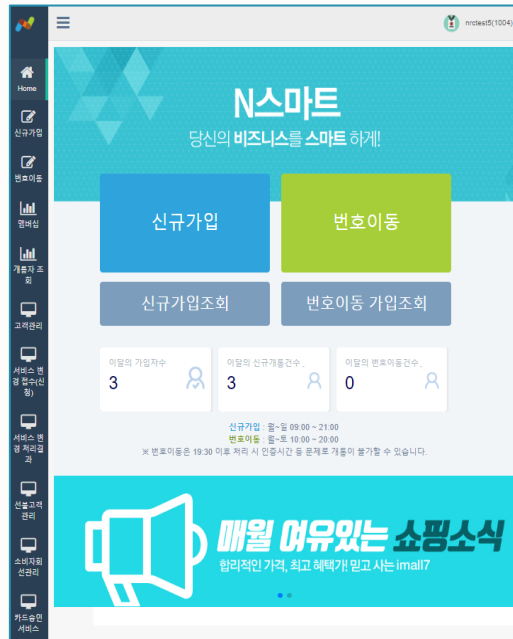 nrctest5(1004)
Home
신규가입
번호이동
멤버십
개통자 조
회
고객관리
서비스 변
경 접수(신
청)
서비스 변
경 처리결
과
선불고객
관리
소비자회
선관리
카드승인
서비스
N스마트
당신의 비즈니스를 스마트 하게!
신규가입
번호이동
신규가입조회
번호이동 가입조회
이달의 가입자수
3
이달의 신규개통건수.
3
이달의 번호이동건수.
0
신규가입 : 월~일 09:00 ~ 21:00
번호이동 : 월~토 10:00 ~ 20:00
※ 번호이동은 19:30 이후 처리 시 인증시간 등 문제로 개통이 불가할 수 있습니다.
매월 여유있는 쇼핑소식
합리적인 가격, 최고 혜택가! 믿고 사는 imall7